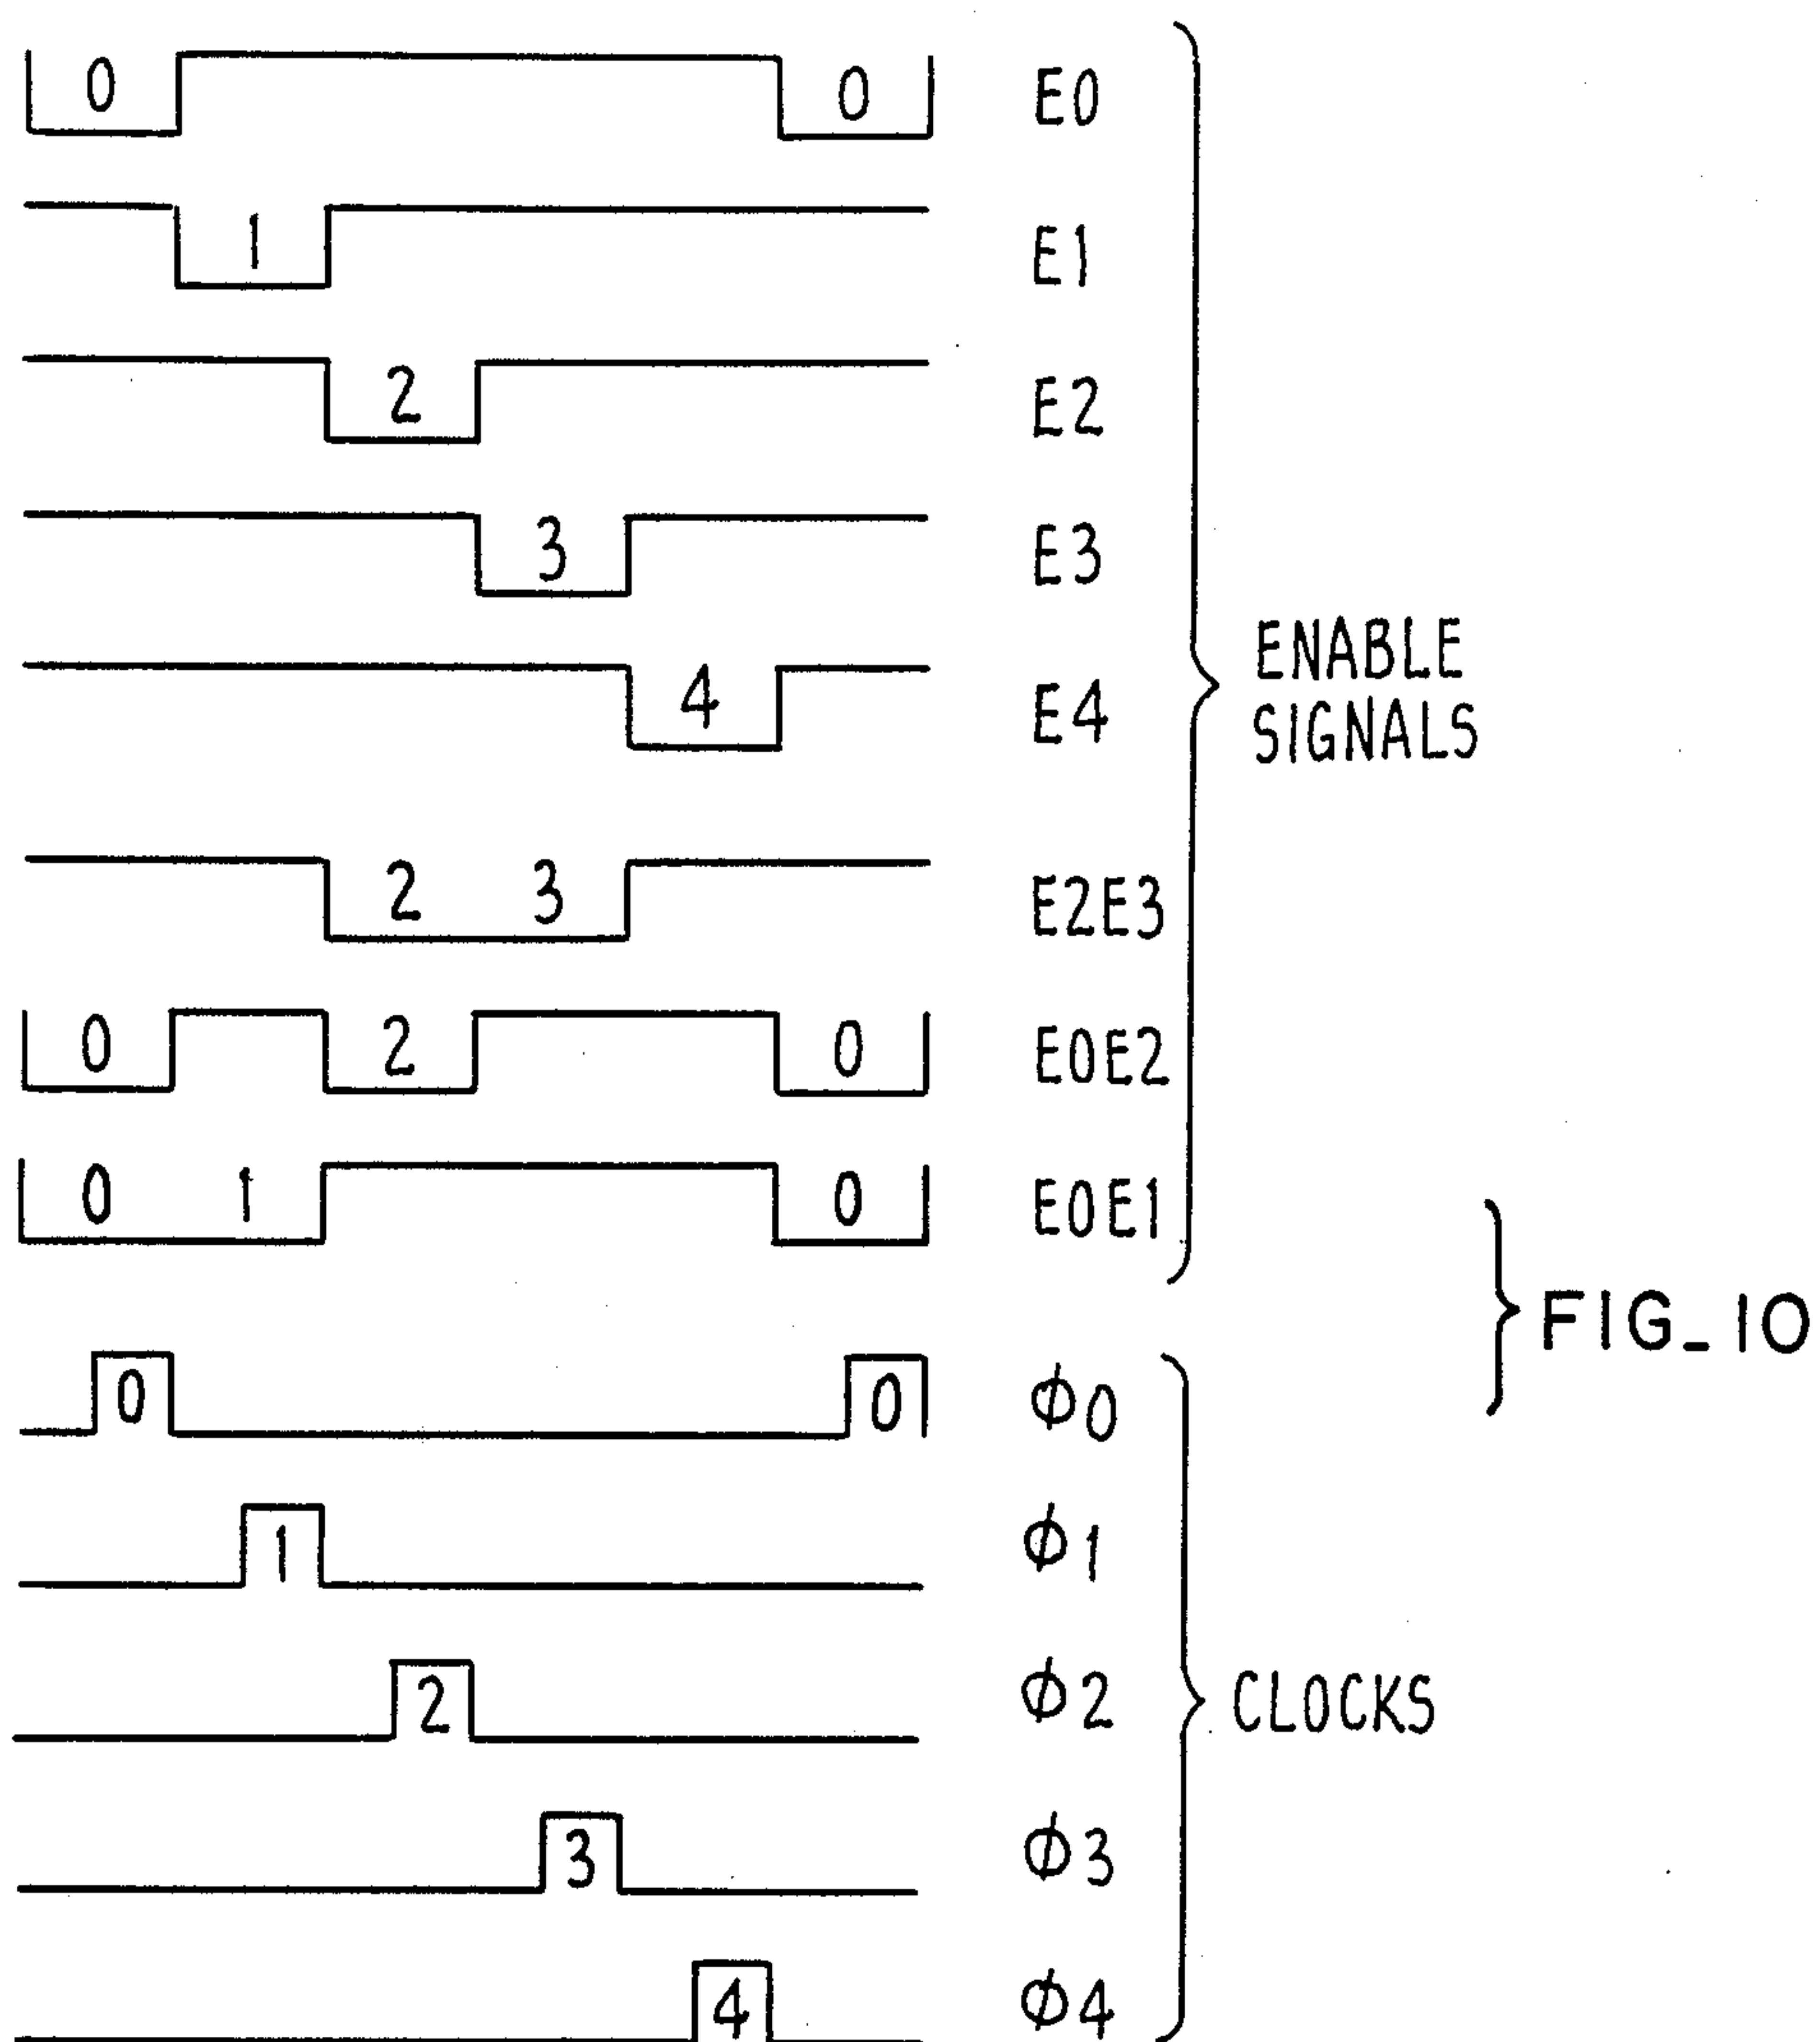 0 0 E0
1 E1
2 E2
3 E3
4 E4
ENABLE
SIGNALS
2 3 E2E3
0 2 0 E0E2
0 1 0 E0E1
FIG_10
0 0 ϕ0
1 ϕ1
2 ϕ2
CLOCKS
3 ϕ3
4 ϕ4